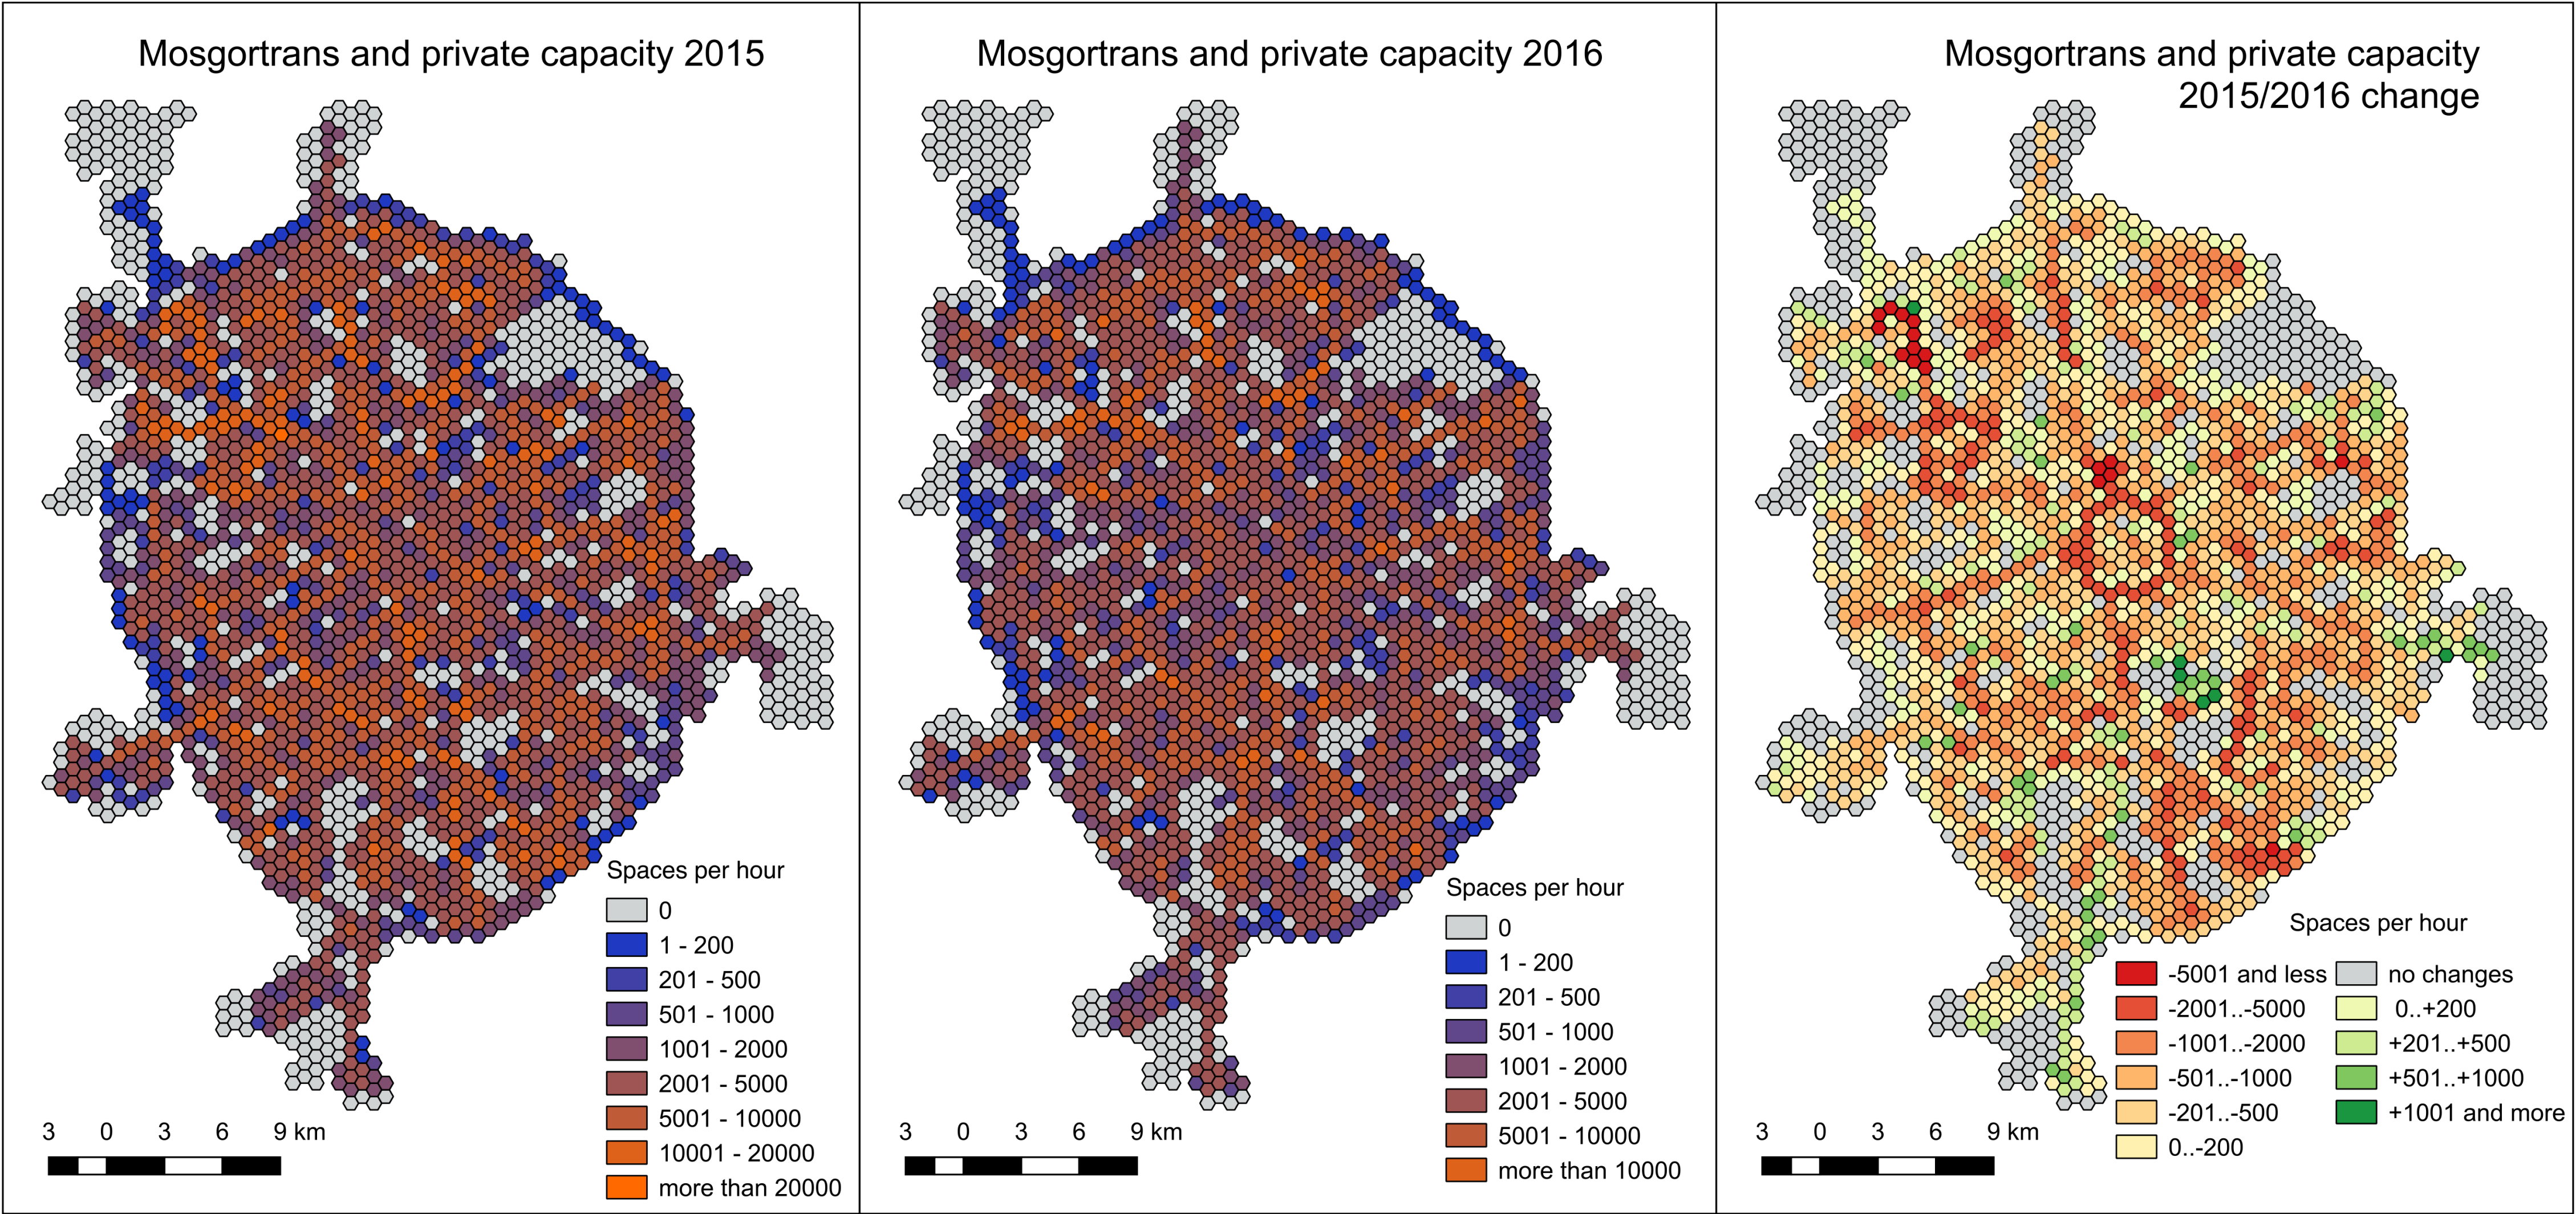 Mosgortrans and private capacity 2015
Spaces per hour
0
1 - 200
201 - 500
501 - 1000
1001 - 2000
2001 - 5000
5001 - 10000
10001 - 20000
more than 20000
3 0 3 6 9 km
Mosgortrans and private capacity 2016
Spaces per hour
0
1 - 200
201 - 500
501 - 1000
1001 - 2000
2001 - 5000
5001 - 10000
more than 10000
3 0 3 6 9 km
Mosgortrans and private capacity
2015/2016 change
Spaces per hour
-5001 and less
-2001..-5000
-1001..-2000
-501..-1000
-201..-500
0..-200
no changes
0..+200
+201..+500
+501..+1000
+1001 and more
3 0 3 6 9 km